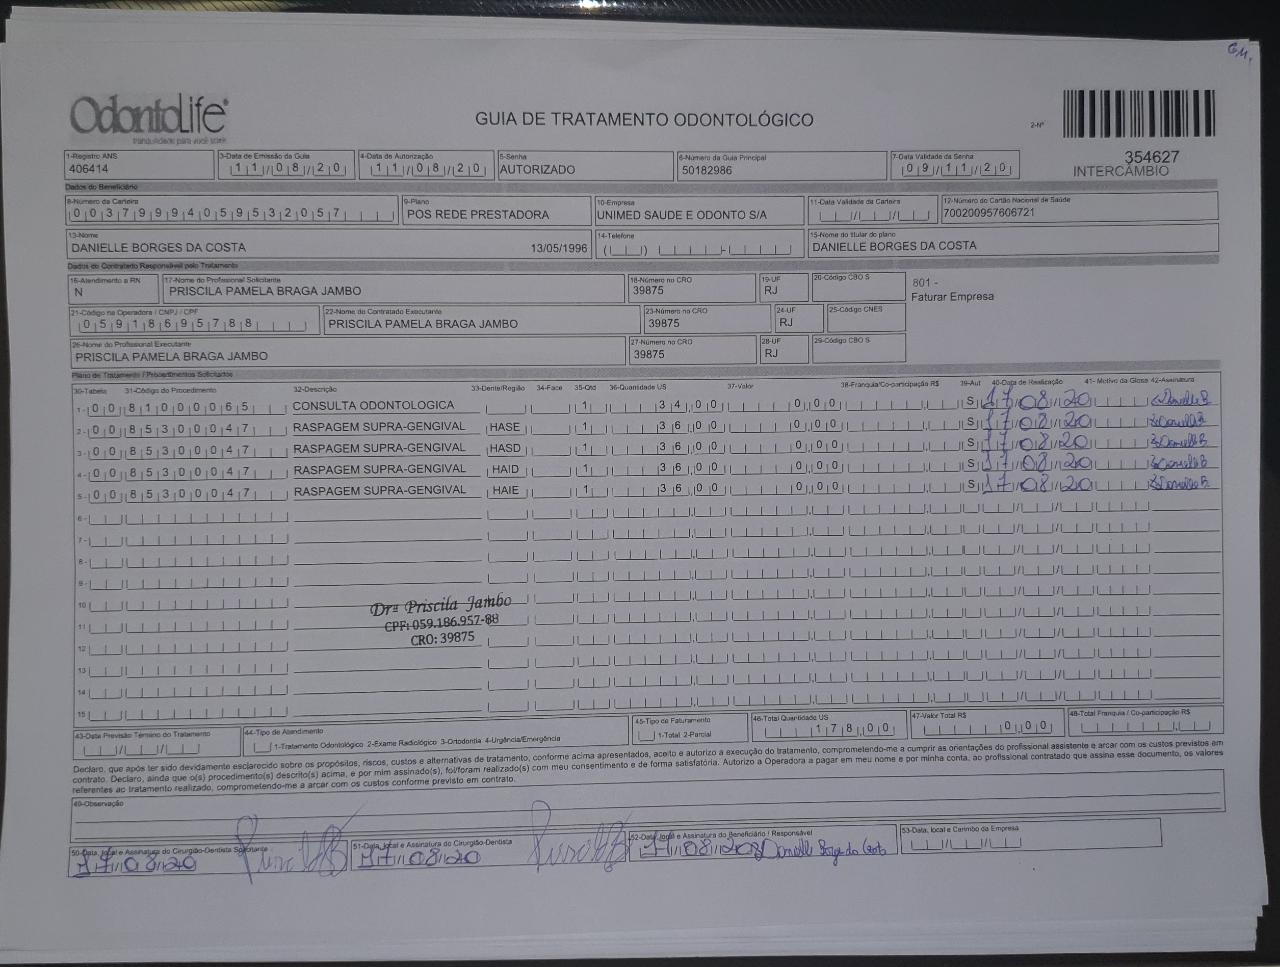 GM,
OdontoLife®
tranquilidade para você sorrir
GUIA DE TRATAMENTO ODONTOLÓGICO
2-Nº
354627
INTERCÂMBIO
1-Registro ANS 3-Data de Emissão da Guia 4-Data de Autorização 5-Senha 6-Número da Guia Principal 7-Data Validade da Senha
406414 11/08/20 11/08/20 AUTORIZADO 50182986 09/11/20
Dados do Beneficiário
8-Número da Carteira 9-Plano 10-Empresa 11-Data Validade da Carteira 12-Número do Cartão Nacional de Saúde
00379994059532057 POS REDE PRESTADORA UNIMED SAUDE E ODONTO S/A 700200957606721
13-Nome 14-Telefone 15-Nome do titular do plano
DANIELLE BORGES DA COSTA 13/05/1996 DANIELLE BORGES DA COSTA
Dados do Contratado Responsável pelo Tratamento
16-Atendimento a RN 17-Nome do Profissional Solicitante 18-Número no CRO 19-UF 20-Código CBO S
N PRISCILA PAMELA BRAGA JAMBO 39875 RJ
801 -
Faturar Empresa
21-Código na Operadora / CNPJ / CPF 22-Nome do Contratado Executante 23-Número no CRO 24-UF 25-Código CNES
05918695788 PRISCILA PAMELA BRAGA JAMBO 39875 RJ
26-Nome do Profissional Executante 27-Número no CRO 28-UF 29-Código CBO S
PRISCILA PAMELA BRAGA JAMBO 39875 RJ
Plano de Tratamento / Procedimentos Solicitados
30-Tabela 31-Código do Procedimento 32-Descrição 33-Dente/Região 34-Face 35-Qtd 36-Quantidade US 37-Valor 38-Franquia/Co-participação R$ 39-Aut 40-Data de Realização 41- Motivo da Glosa 42-Assinatura
1- 00 81000065 CONSULTA ODONTOLOGICA 1 34,00 0,00 S 17/08/20 Danielle B
2- 00 85300047 RASPAGEM SUPRA-GENGIVAL HASE 1 36,00 0,00 S 17/08/20 Danielle B
3- 00 85300047 RASPAGEM SUPRA-GENGIVAL HASD 1 36,00 0,00 S 17/08/20 Danielle B
4- 00 85300047 RASPAGEM SUPRA-GENGIVAL HAID 1 36,00 0,00 S 17/08/20 Danielle B
5- 00 85300047 RASPAGEM SUPRA-GENGIVAL HAIE 1 36,00 0,00 S 17/08/20 Danielle B.
6-
7-
8-
9-
10
11
12
13
14
15
Drª Priscila Jambo
CPF: 059.186.957-88
CRO: 39875
43-Data Previsão Término do Tratamento 44-Tipo de Atendimento 45-Tipo de Faturamento 46-Total Quantidade US 47-Valor Total R$ 48-Total Franquia / Co-participação R$
1-Tratamento Odontológico 2-Exame Radiológico 3-Ortodontia 4-Urgência/Emergência 1-Total 2-Parcial 178,00 0,00
Declaro, que após ter sido devidamente esclarecido sobre os propósitos, riscos, custos e alternativas de tratamento, conforme acima apresentados, aceito e autorizo a execução do tratamento, comprometendo-me a cumprir as orientações do profissional assistente e arcar com os custos previstos em
contrato. Declaro, ainda que o(s) procedimento(s) descrito(s) acima, e por mim assinado(s), foi/foram realizado(s) com meu consentimento e de forma satisfatória. Autorizo a Operadora a pagar em meu nome e por minha conta, ao profissional contratado que assina esse documento, os valores
referentes ao tratamento realizado, comprometendo-me a arcar com os custos conforme previsto em contrato.
49-Observação
50-Data, local e Assinatura do Cirurgião-Dentista Solicitante 51-Data, local e Assinatura do Cirurgião-Dentista 52-Data, local e Assinatura do Beneficiário / Responsável 53-Data, local e Carimbo da Empresa
17/08/20 17/08/20 17/08/20 Danielle Borges da Costa